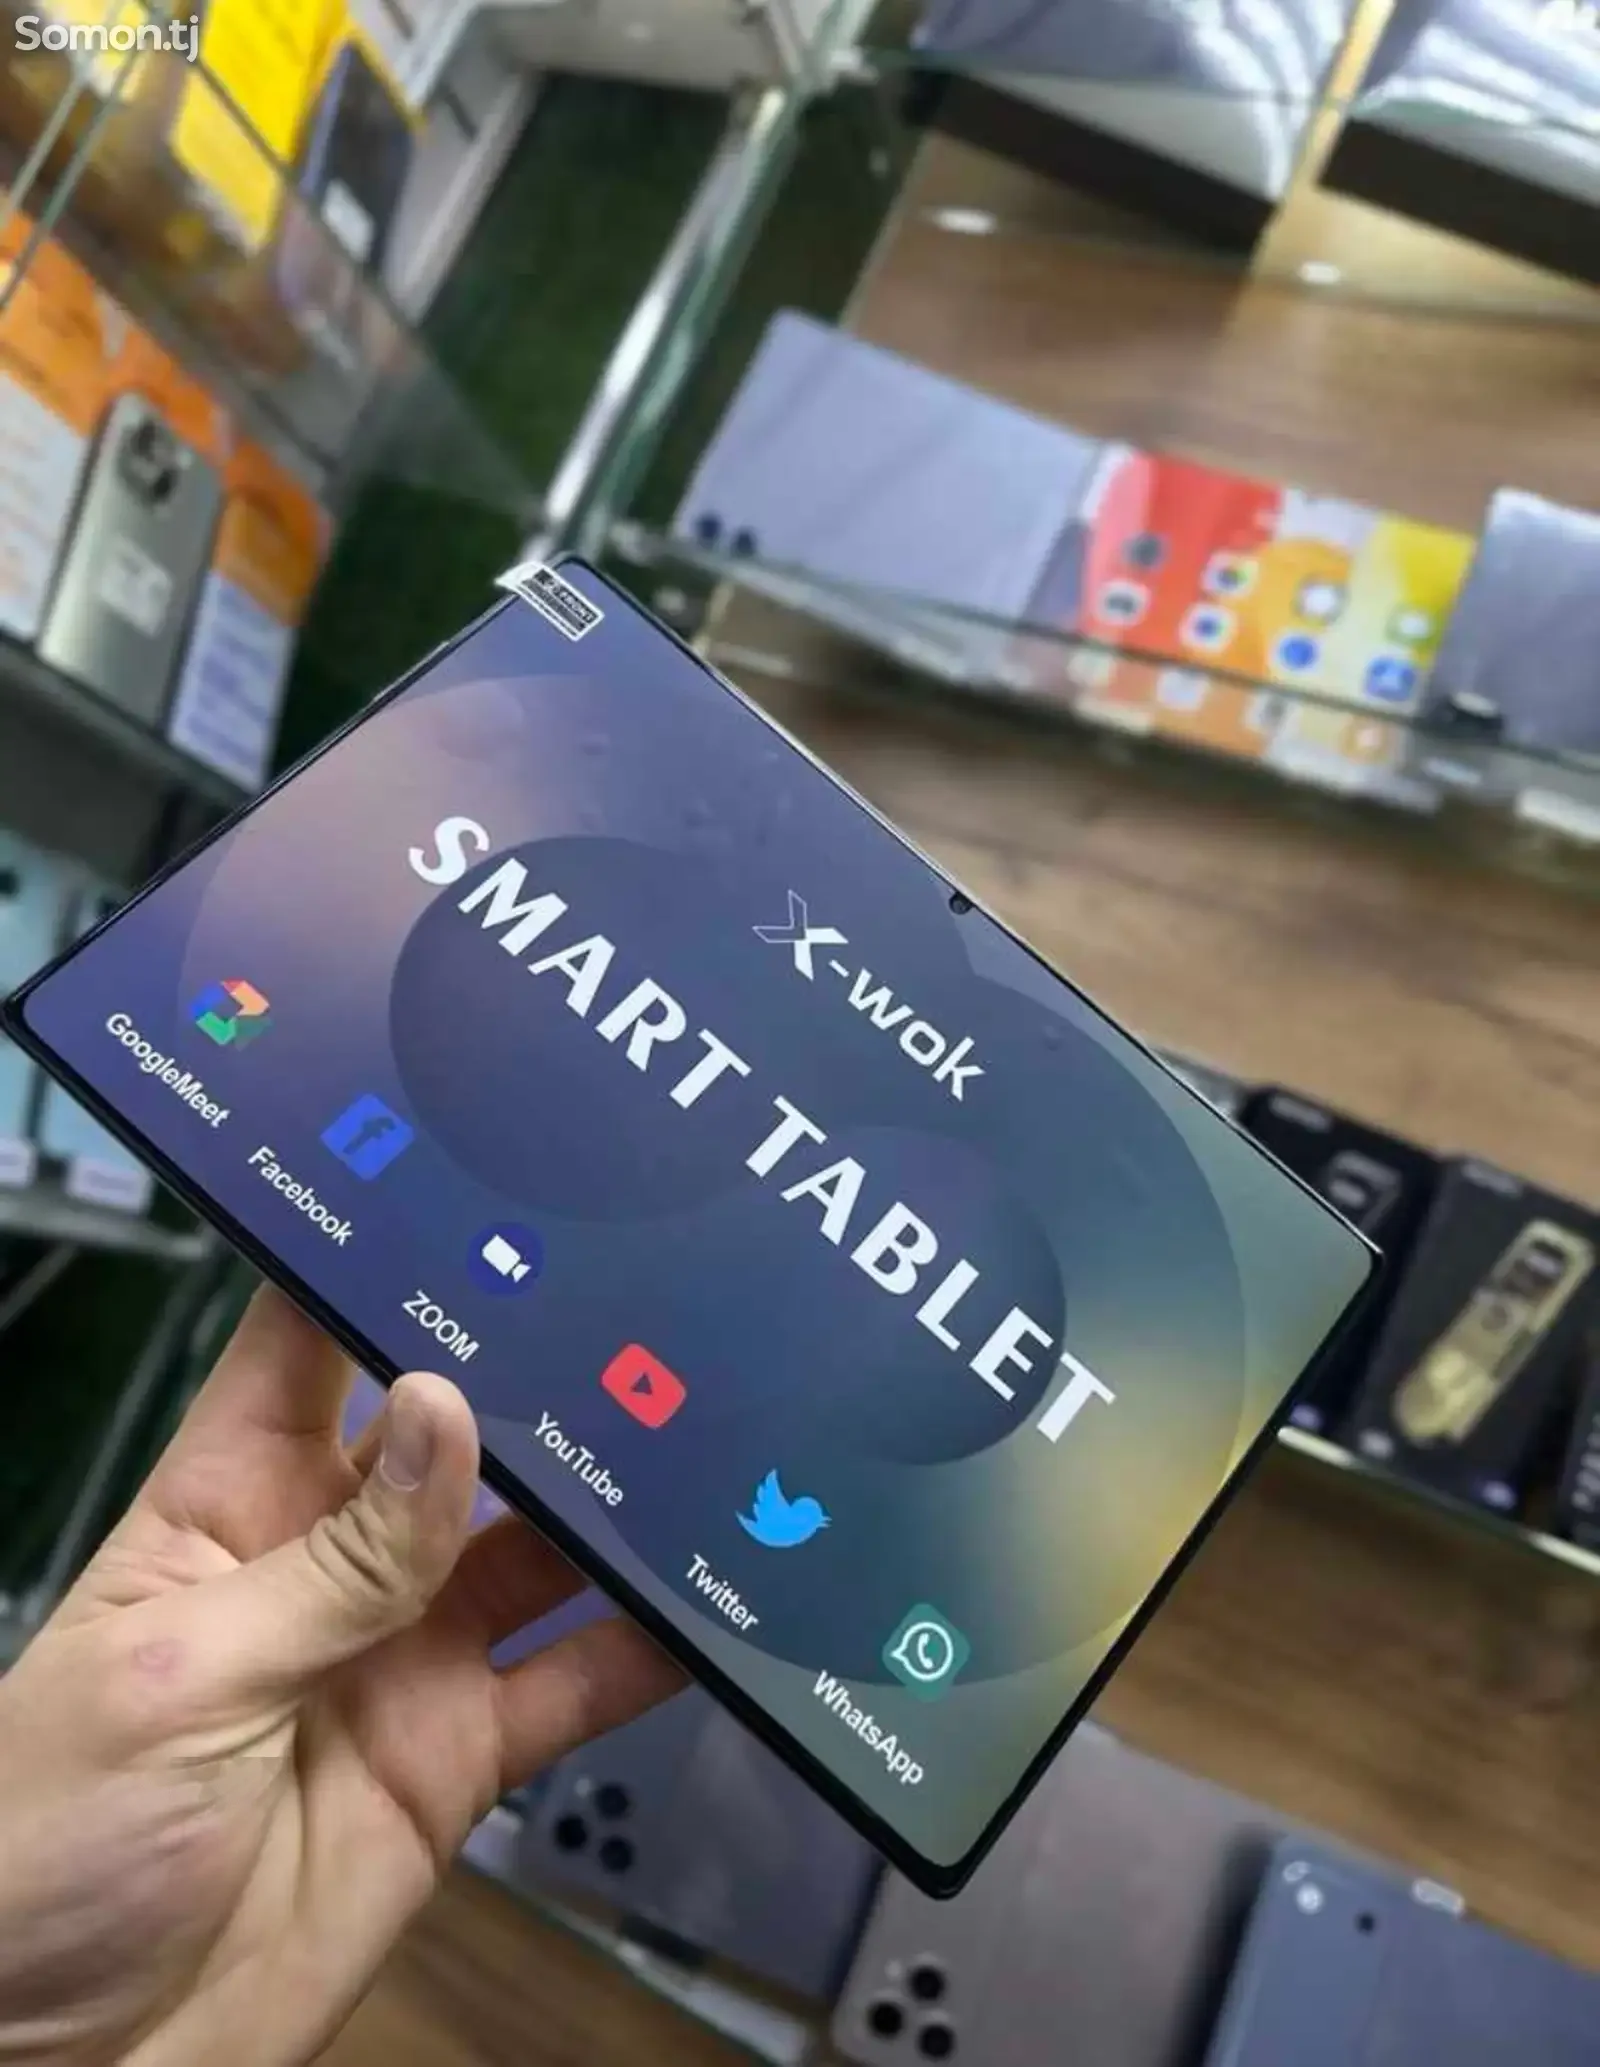 Somon.tj
X-wok
SMART TABLET
GoogleMeet
Facebook
ZOOM
YouTube
Twitter
WhatsApp